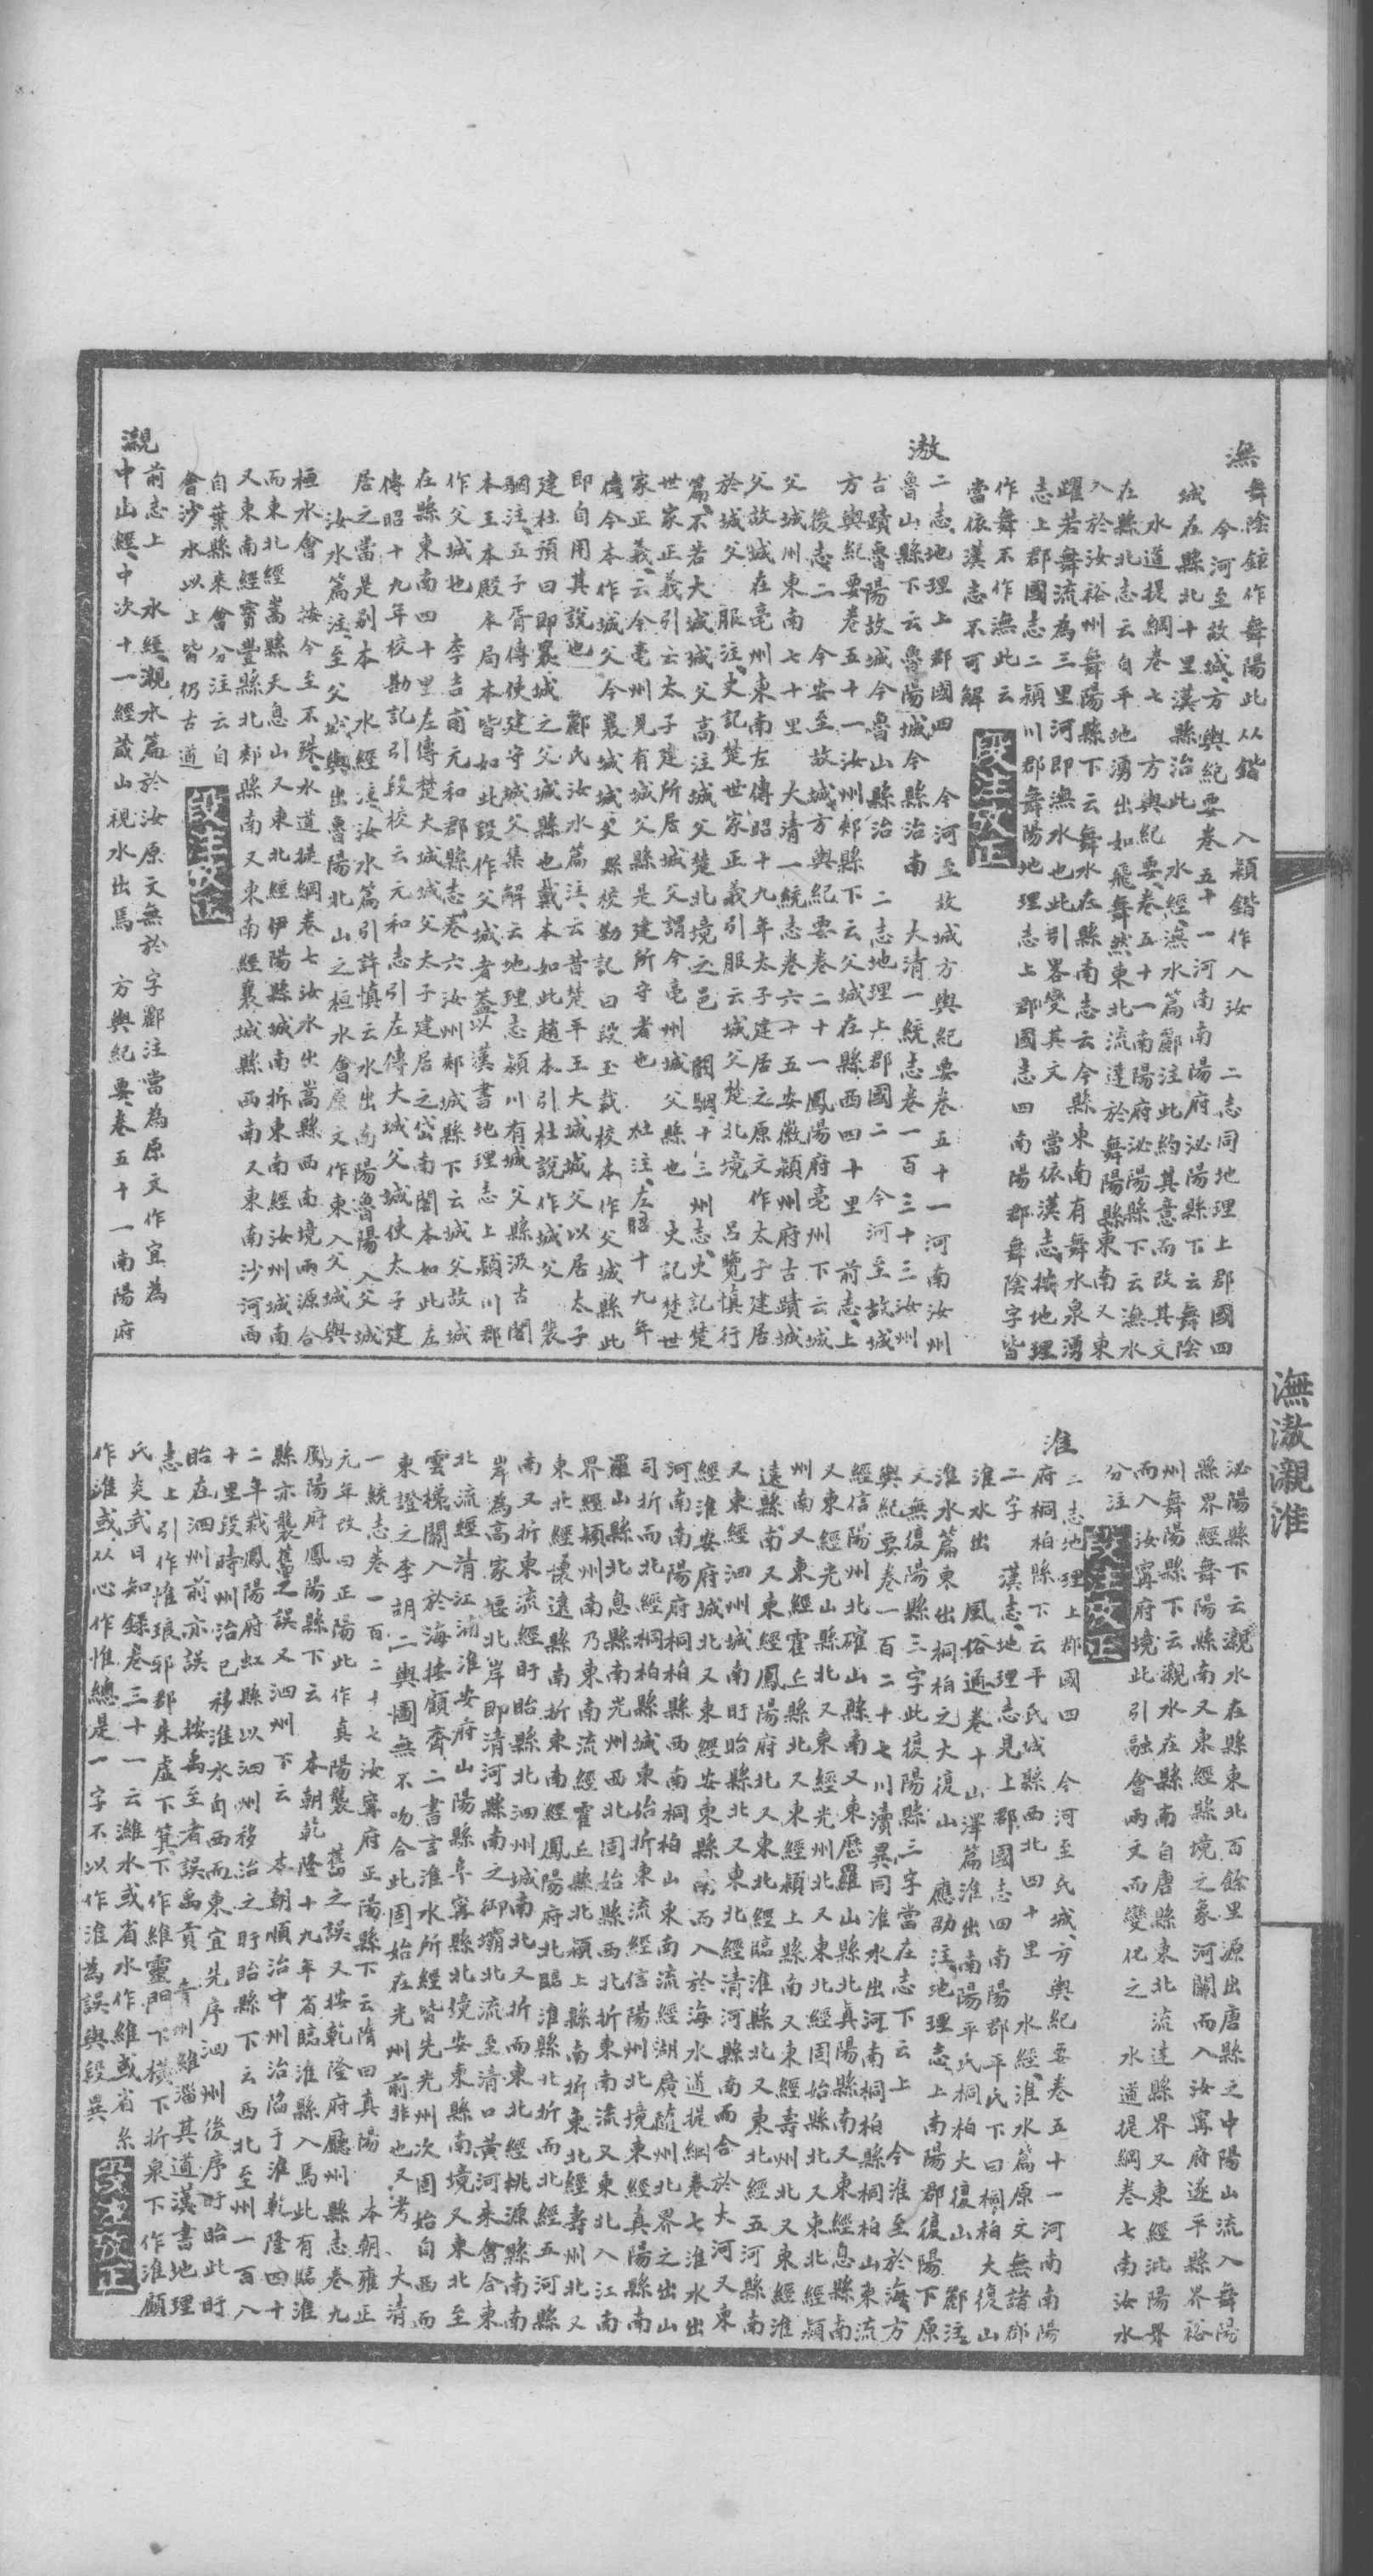 潕 舞陰錯作舞陽此从鍇 入潁鍇作入汝 二志同地理上郡國四
今河至故城方輿紀要卷五十一河南南陽府泌陽縣下云舞陰
城在縣北十里漢縣治此 水經潕水篇酈注此約其意而改其文
水道提綱卷七 方輿紀要卷五十一南陽府泌陽縣下云潕水
在縣北志云自平地湧出如飛舞然東北流達於舞陽縣東南又東
入於汝裕州舞陽縣下云舞水在縣南志云今縣東南有舞水泉湧
躍若舞流為三里河即潕水也此引畧變其文 當依漢志按地理
志上郡國志二潁川郡舞陽地理志上郡國志四南陽郡舞陰字皆
作舞不作潕此云
當依漢志不可解 段注攷正
滶 二志地理上郡國四 今河至故城方輿紀要卷五十一河南汝州
魯山縣下云魯陽城今縣治南 大清一統志卷一百三十三汝州
古蹟魯陽故城今魯山縣治 二志地理上郡國二 今河至故城
方輿紀要卷五十一汝州郟縣下云父城在縣西四十里 前志上
後志二 今安至故城方輿紀要卷二十一鳳陽府亳州下云城
父城州東南七十里 大清一統志卷六十五安徽潁州府古蹟城
父故城在亳州東南左傳昭十九年太子建居之原文作太子建居
於城父 服注史記楚世家正義引服云城父楚北境 呂覽慎行
篇不若大城城父高注城父楚北境之邑 闞駰十三州志史記楚
世家正義引云太子建所居城父謂今亳州城父縣也 史記楚世
家正義云今亳州見有城父縣是建所守者也 杜注左昭十九年
傳今本作城父今襄城城父縣校勘記曰段玉裁校本作父城縣此
即自用其說也 酈氏汝水篇注云昔楚平王大城城父以居太子
建杜預曰即襄城之父城縣也戴本如此趙本引杜說作城父 裴
駰注五子胥傳使建守城父集解云地理志潁川有城父縣汲古閣
本王本殿本局本皆如此段作父城者蓋以漢書地理志上潁川郡
作父城也 李吉甫元和郡縣志卷六汝州郟城縣下云城父故城
在縣東南四十里左傳楚大城城父太子建居之岱南閣本如此左
傳昭十九年校勘記引段校云元和志引左傳大城父城使太子建
居之當是别本 水經注汝水篇引許慎云水出南陽魯陽入父城
汝水篇注至父城與出魯陽北山之桓水會原文作東入父城與
桓水會 按今至不殊水道提綱卷七汝水出嵩縣西南境兩源合
而東北經嵩縣天息山又東北經伊陽縣城南折東南經汝州城南
又東南經寶豐縣北郟縣南又東南經襄城縣西南又東南沙河西
自葉縣來會分注云自
會沙水以上皆仍古道 段注攷正
瀙 前志上 水經瀙水篇於汝原文無於字酈注當為原文作宜為
中山經中次十一經葴山視水出焉 方輿紀要卷五十一南陽府
泌陽縣下云瀙水在縣東北百餘里源出唐縣之中陽山流入舞陽
縣界經舞陽縣南又東經縣境之象河關而入汝寧府遂平縣界裕
州舞陽縣下云瀙水在縣南自唐縣東北流達縣界又東經泚陽界
而入汝寧府境此引融會兩文而變化之 水道提綱卷七南汝水
分注 段注攷正
淮 二志地理上郡國四 今河至氏城方輿紀要卷五十一河南南陽
府桐柏縣下云平氏城縣西北四十里 水經淮水篇原文無諸郡
二字 漢志地理志見上郡國志四南陽郡平氏下曰桐柏大復山
淮水出 風俗通卷十山澤篇淮出南陽平氏桐柏大復山 酈注
淮水篇東出桐柏之大復山 應劭注地理志上南陽郡復陽下原
文無復陽縣三字此復陽縣三字當在志下云上 今淮至於海方
輿紀要卷一百二十七川瀆異同淮水出河南桐柏縣桐柏山東流
經信陽州北確山縣南又東歷羅山縣北真陽縣南又東經息縣南
又東經光山縣北又東經光州北又東北經固始縣北又東北經潁
州南又東經霍丘縣北又東經潁上縣南又東經壽州北又東經淮
遠縣南又東經鳳陽府北又東北經臨淮縣北又東北經五河縣南
又東經泗州城南盱眙縣北又東北經清河縣南而合於大河又東
經淮安府城北又東經安東縣南而入於海水道提綱卷七淮水出
河南南陽府桐柏縣西南桐柏山東南流經湖廣隨州北界之出山
司折而北經桐柏縣城東始折東流經信陽州北境東經真陽縣南
羅山縣北息縣南光州西北固始縣西北折東南流又東北入江南
界經潁州南乃東南流經霍丘縣北潁上縣南折東北經壽州北又
東北經懷遠縣南折東南經鳳陽府北臨淮縣北折而北經五河縣
南又折東流經盱眙縣北泗州城南北又折而東北經桃源縣南南
岸為高家堰北岸即清河縣南之御壩北流至清口黃河來會合東
北流經清江浦淮安府山陽縣阜寧縣北境安東縣南境又東北至
雲梯關入於海按顧齊二書言淮水所經皆先光州次固始自西而
東證之李胡二輿圖無不吻合此固始在光州前非也又考 大清
一統志卷一百二十七汝寧府正陽縣下云隋曰真陽 本朝雍正
元年改曰正陽此作真陽襲舊之誤又按乾隆府廳州縣志卷九
鳳陽府鳳陽縣下云 本朝乾隆十九年省臨淮縣入焉此有臨淮
縣亦襲舊之誤 又泗州下云 本朝順治中州治陷于淮乾隆四十
二年裁鳳陽府虹縣以泗州移治之盱眙縣下云西北至州一百八
十里段時州治已移淮水自西而東宜先序泗州後序盱眙此盱
眙在泗州前亦誤 按禹至者誤禹貢青州維淄其道漢書地理
志上引作惟琅邪郡朱虛下箕下作維靈門下橫下折泉下作淮顧
氏炎武日知錄卷三十一云濰水或省水作維或省糸
作淮或从心作惟總是一字不以作淮為誤與段異 段注攷正
潕滶瀙淮